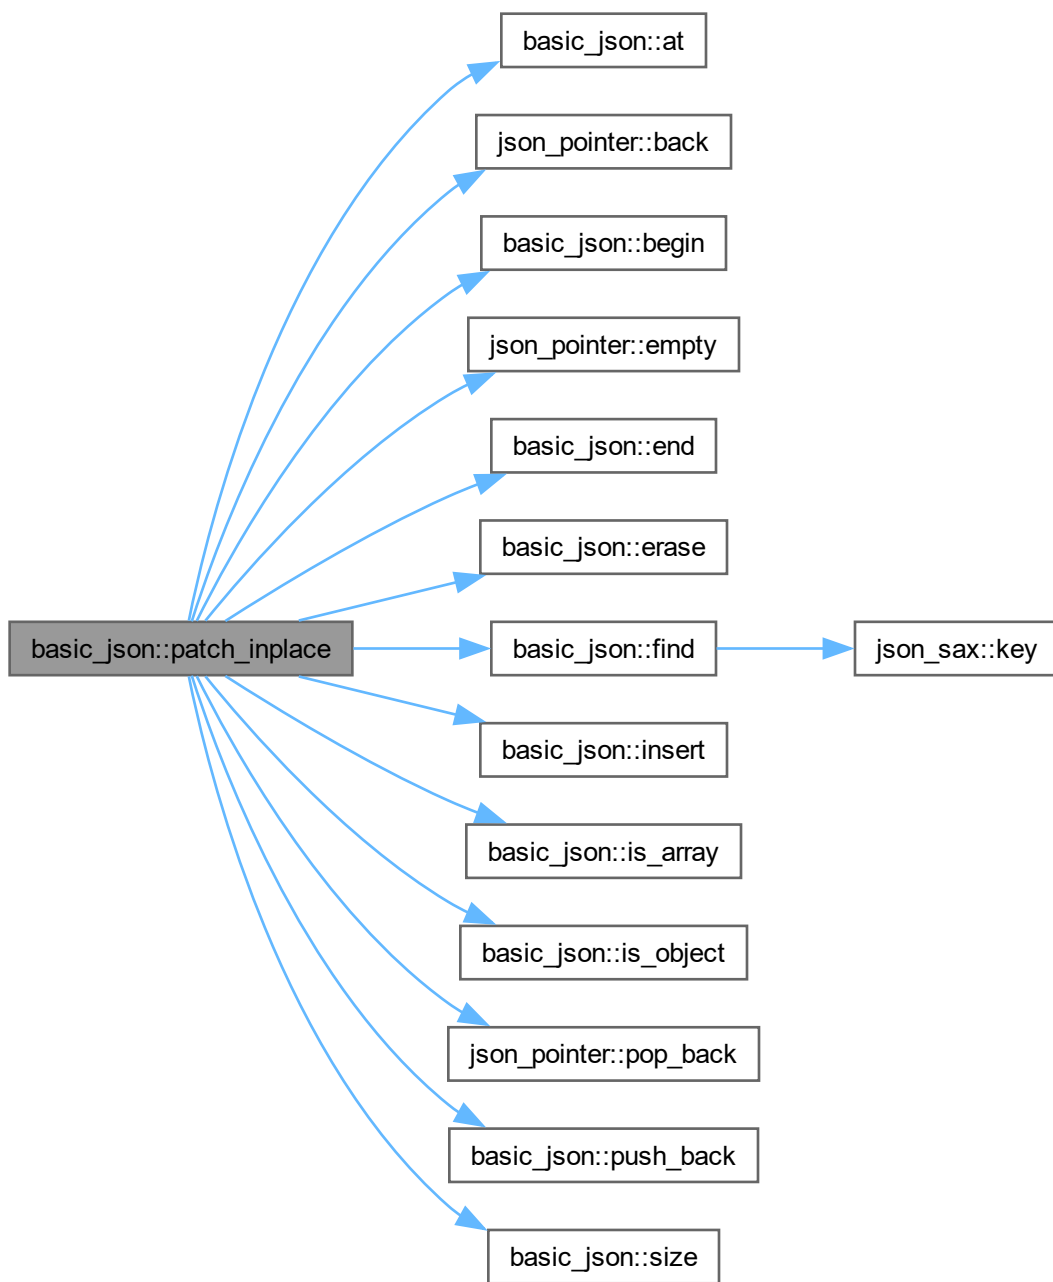 basic_json::at
json_pointer::back
basic_json::begin
json_pointer::empty
basic_json::end
basic_json::erase
basic_json::patch_inplace
basic_json::find
json_sax::key
basic_json::insert
basic_json::is_array
basic_json::is_object
json_pointer::pop_back
basic_json::push_back
basic_json::size